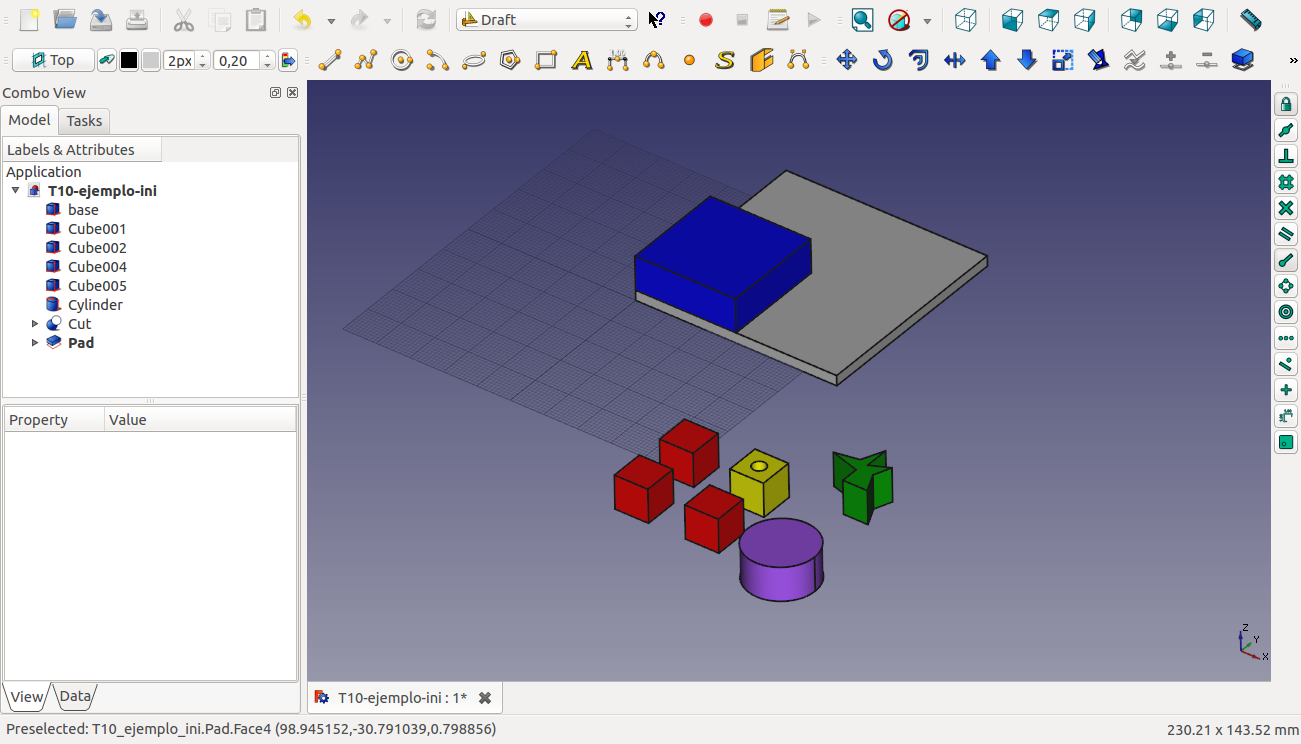 Draft
Top
2px
0,20
A
S
»
Combo View
Model
Tasks
Labels & Attributes
Application
T10-ejemplo-ini
base
Cube001
Cube002
Cube004
Cube005
Cylinder
Cut
Pad
Property
Value
View
Data
Z
Y
X
T10-ejemplo-ini : 1*
Preselected: T10_ejemplo_ini.Pad.Face4 (98.945152,-30.791039,0.798856)
230.21 x 143.52 mm